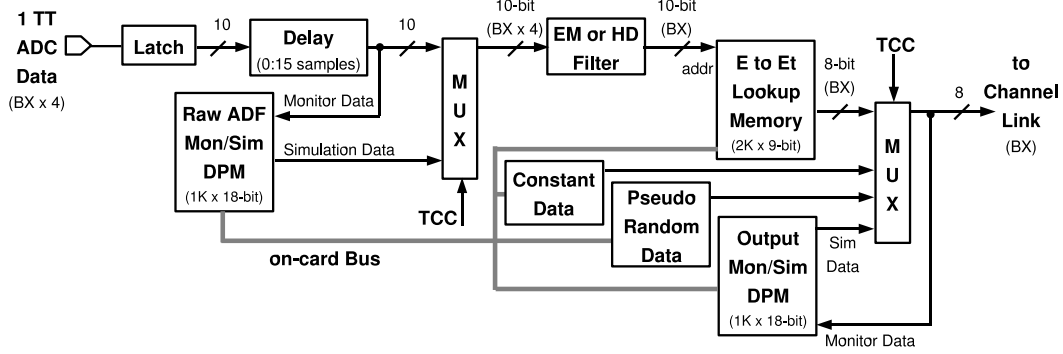 1 TT
ADC
Data
(BX x 4)
Latch
10
Delay
(0:15 samples)
10
MUX
10-bit
(BX x 4)
EM or HD
Filter
10-bit
(BX)
addr
E to Et
Lookup
Memory
(2K x 9-bit)
8-bit
(BX)
TCC
MUX
8
to
Channel
Link
(BX)
Monitor Data
Raw ADF
Mon/Sim
DPM
(1K x 18-bit)
Simulation Data
TCC
Constant
Data
Pseudo
Random
Data
Output
Mon/Sim
DPM
(1K x 18-bit)
Sim
Data
on-card Bus
Monitor Data